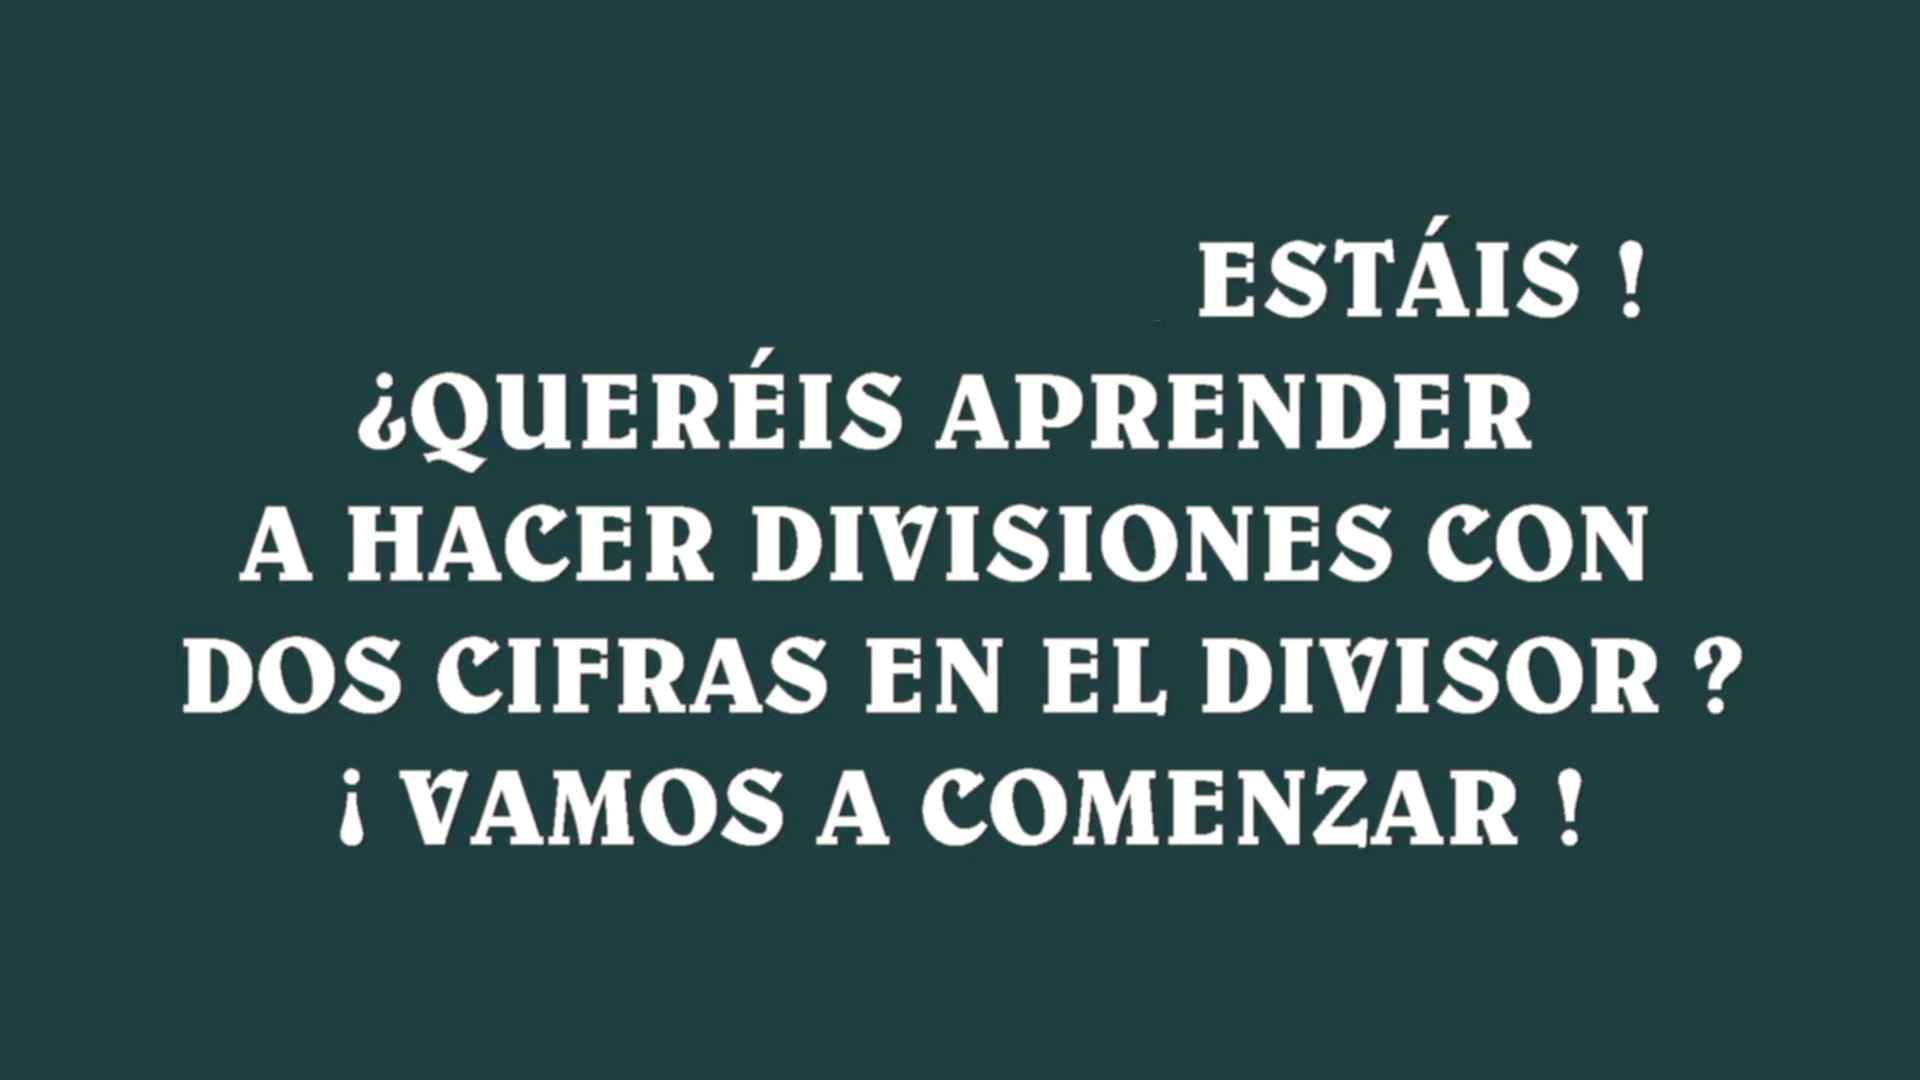 ESTÁIS !
¿QUERÉIS APRENDER
A HACER DIVISIONES CON
DOS CIFRAS EN EL DIVISOR ?
¡ VAMOS A COMENZAR !